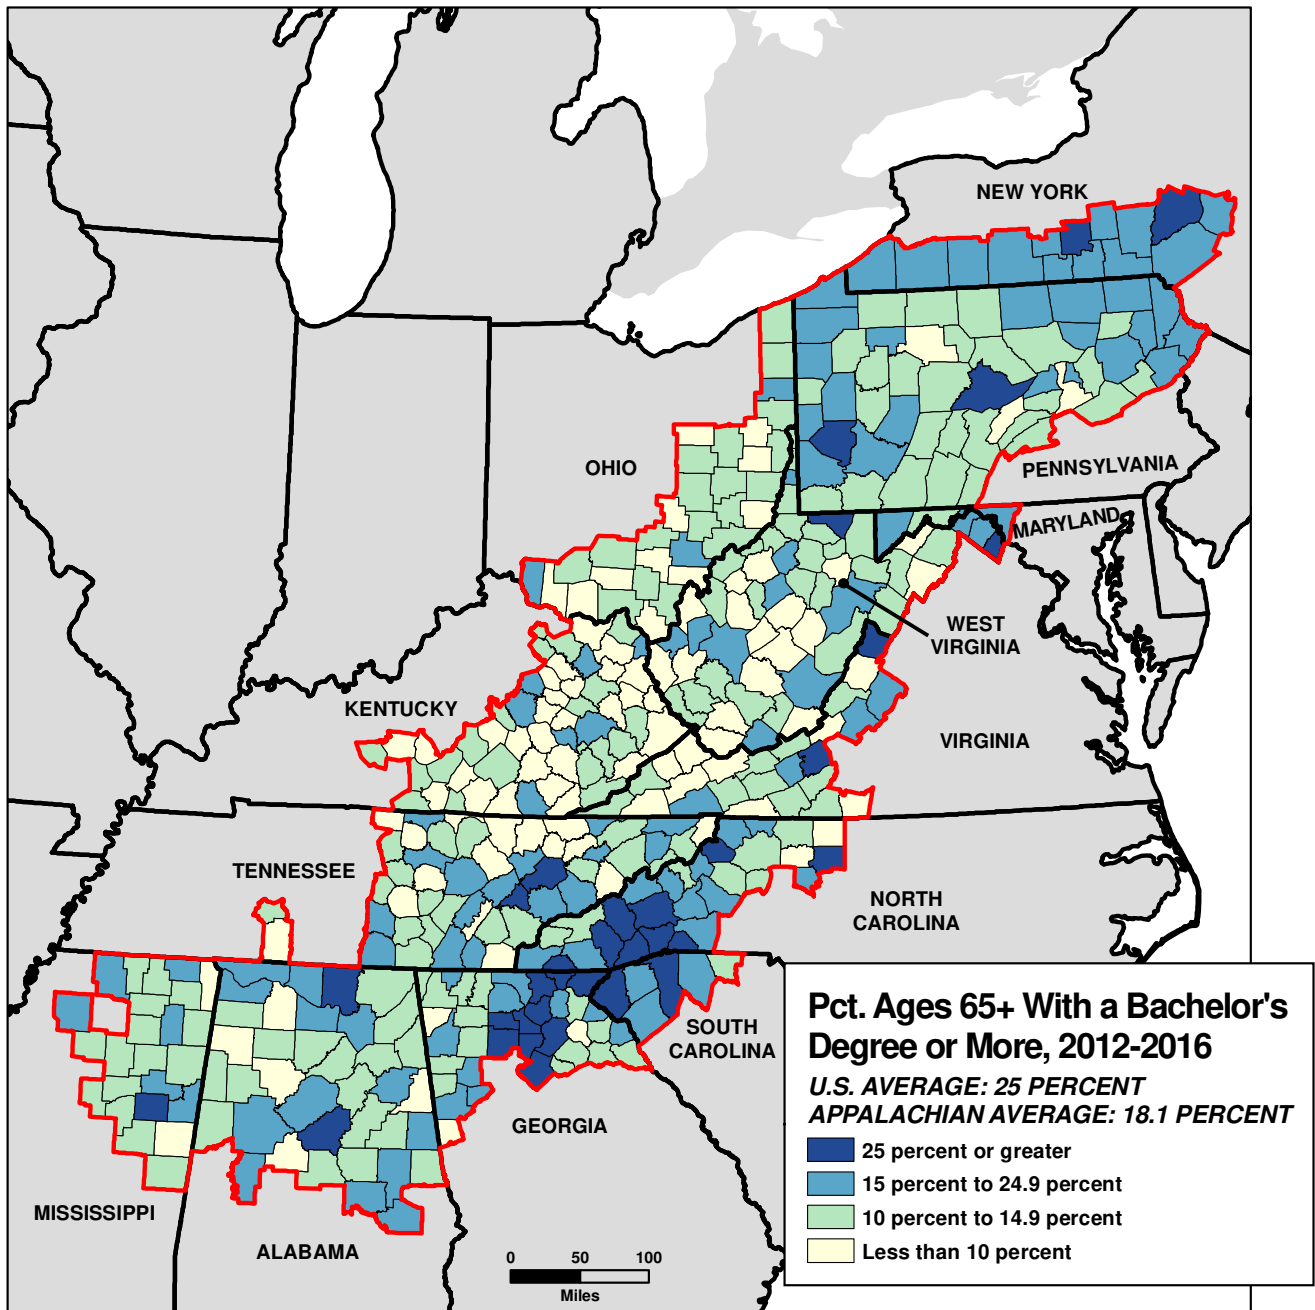 NEW YORK
OHIO
PENNSYLVANIA
MARYLAND
WEST
VIRGINIA
KENTUCKY
VIRGINIA
TENNESSEE
NORTH
CAROLINA
SOUTH
CAROLINA
GEORGIA
MISSISSIPPI
ALABAMA
0 50 100
Miles
Pct. Ages 65+ With a Bachelor's
Degree or More, 2012-2016
U.S. AVERAGE: 25 PERCENT
APPALACHIAN AVERAGE: 18.1 PERCENT
25 percent or greater
15 percent to 24.9 percent
10 percent to 14.9 percent
Less than 10 percent